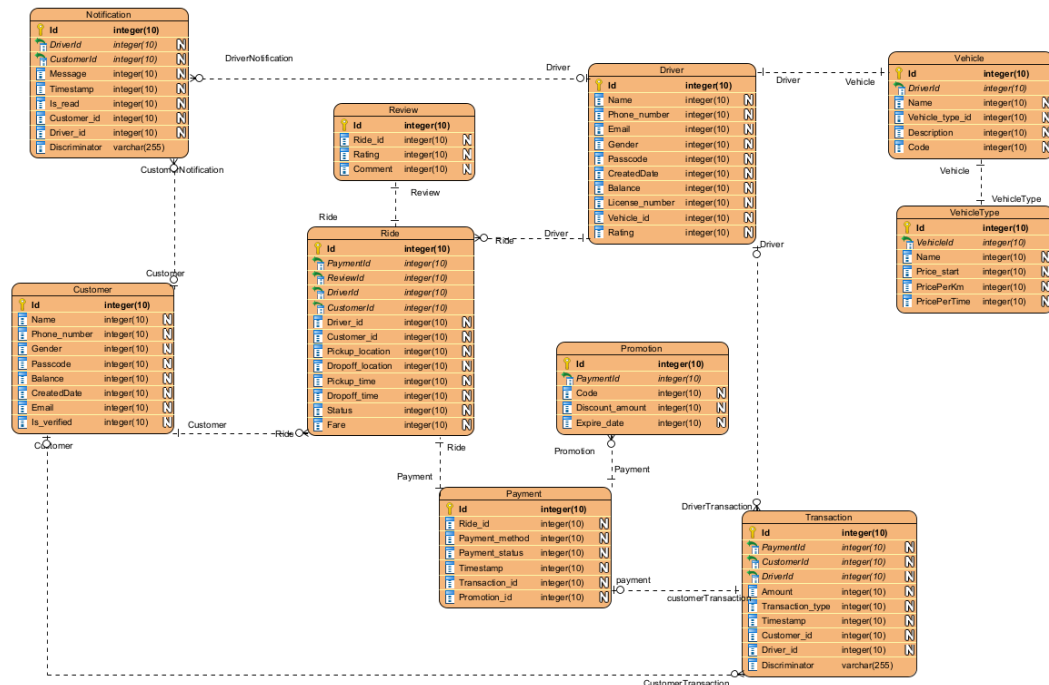 Notification
Id integer(10)
DriverId integer(10) N
CustomerId integer(10) N
Message integer(10) N
Timestamp integer(10) N
Is_read integer(10) N
Customer_id integer(10) N
Driver_id integer(10) N
Discriminator varchar(255)
DriverNotification
Driver
CustomerNotification
Customer
Review
Id integer(10)
Ride_id integer(10) N
Rating integer(10) N
Comment integer(10) N
Review
Ride
Driver
Id integer(10)
Name integer(10) N
Phone_number integer(10) N
Email integer(10) N
Gender integer(10) N
Passcode integer(10) N
CreatedDate integer(10) N
Balance integer(10) N
License_number integer(10) N
Vehicle_id integer(10) N
Rating integer(10) N
Driver
Vehicle
Vehicle
Id integer(10)
DriverId integer(10)
Name integer(10) N
Vehicle_type_id integer(10) N
Description integer(10) N
Code integer(10) N
Vehicle
VehicleType
VehicleType
Id integer(10)
VehicleId integer(10)
Name integer(10) N
Price_start integer(10) N
PricePerKm integer(10) N
PricePerTime integer(10) N
Ride
Id integer(10)
PaymentId integer(10)
ReviewId integer(10)
DriverId integer(10)
CustomerId integer(10)
Driver_id integer(10) N
Customer_id integer(10) N
Pickup_location integer(10) N
Dropoff_location integer(10) N
Pickup_time integer(10) N
Dropoff_time integer(10) N
Status integer(10) N
Fare integer(10) N
Ride
Driver
Driver
Customer
Id integer(10)
Name integer(10) N
Phone_number integer(10) N
Gender integer(10) N
Passcode integer(10) N
Balance integer(10) N
CreatedDate integer(10) N
Email integer(10) N
Is_verified integer(10) N
Customer
Ride
Customer
Promotion
Id integer(10)
PaymentId integer(10)
Code integer(10) N
Discount_amount integer(10) N
Expire_date integer(10) N
Promotion
Payment
Ride
Payment
Payment
Id integer(10)
Ride_id integer(10) N
Payment_method integer(10) N
Payment_status integer(10) N
Timestamp integer(10) N
Transaction_id integer(10) N
Promotion_id integer(10) N
payment
customerTransaction
DriverTransaction
Transaction
Id integer(10)
PaymentId integer(10) N
CustomerId integer(10) N
DriverId integer(10) N
Amount integer(10) N
Transaction_type integer(10) N
Timestamp integer(10) N
Customer_id integer(10) N
Driver_id integer(10) N
Discriminator varchar(255)
CustomerTransaction